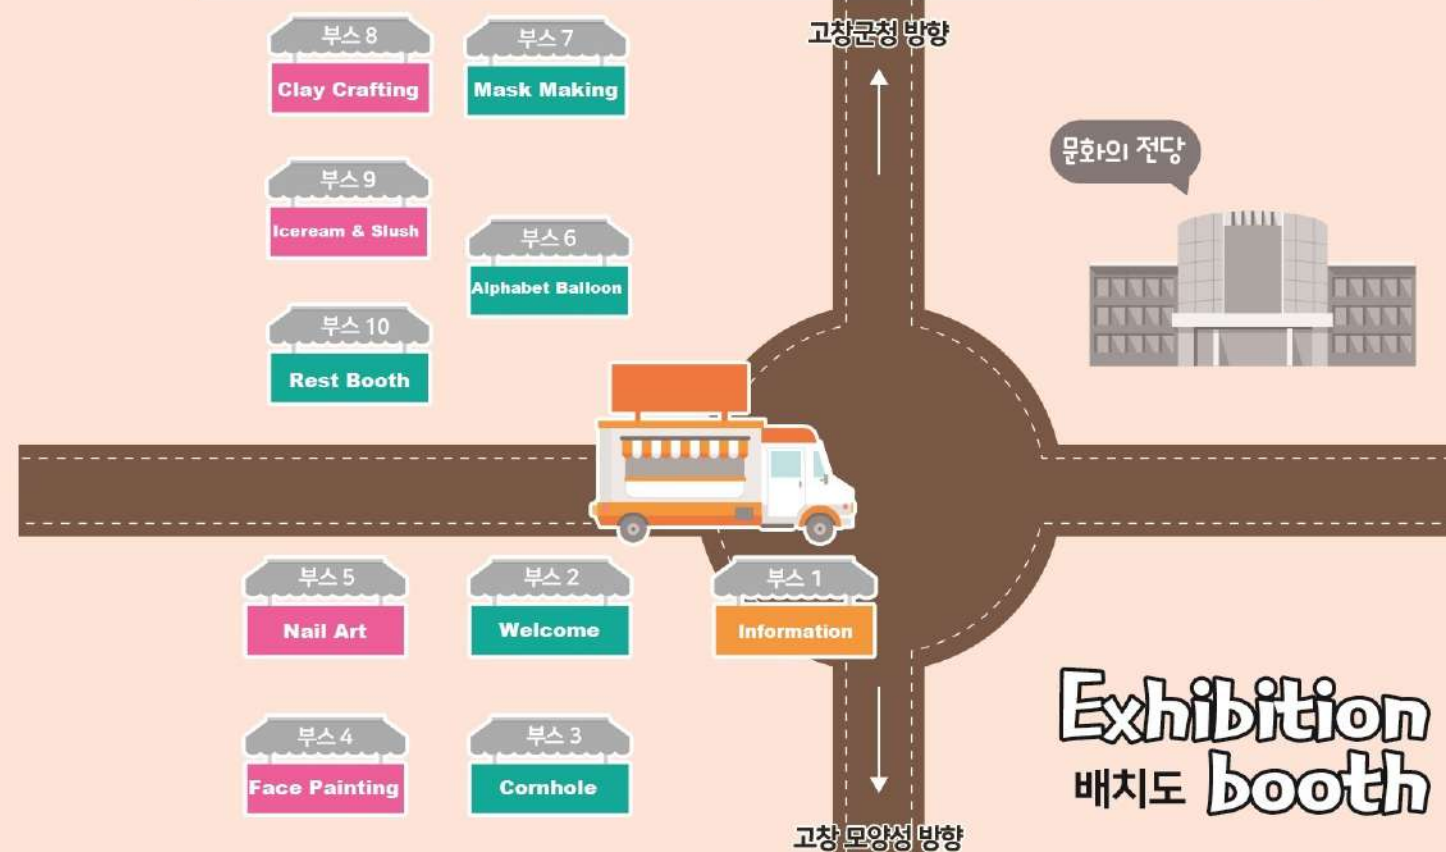 부스 8
Clay Crafting
부스 7
Mask Making
고창군청 방향
문화의 전당
부스 9
Iceream & Slush
부스 6
Alphabet Balloon
부스 10
Rest Booth
부스 5
Nail Art
부스 2
Welcome
부스 1
Information
부스 4
Face Painting
부스 3
Cornhole
Exhibition
배치도 booth
고창 모양성 방향